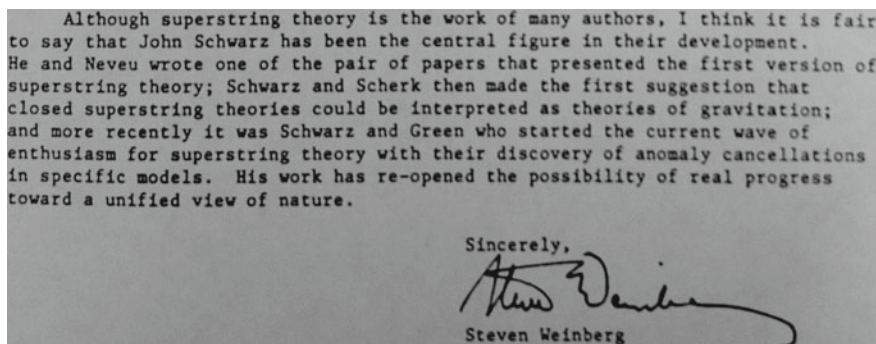 Although superstring theory is the work of many authors, I think it is fair
to say that John Schwarz has been the central figure in their development.
He and Neveu wrote one of the pair of papers that presented the first version of
superstring theory; Schwarz and Scherk then made the first suggestion that
closed superstring theories could be interpreted as theories of gravitation;
and more recently it was Schwarz and Green who started the current wave of
enthusiasm for superstring theory with their discovery of anomaly cancellations
in specific models.  His work has re-opened the possibility of real progress
toward a unified view of nature.
Sincerely,
Steve Weinberg
Steven Weinberg